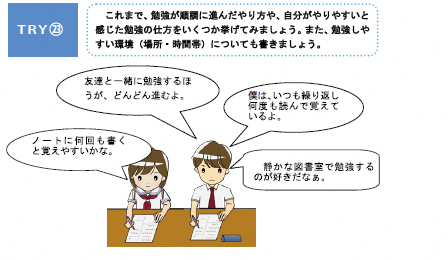 TRY㉓
これまで、勉強が順調に進んだやり方や、自分がやりやすいと
感じた勉強の仕方をいくつか挙げてみましょう。また、勉強しや
すい環境（場所・時間帯）についても書きましょう。
友達と一緒に勉強するほ
うが、どんどん進むよ。
僕は、いつも繰り返し
何度も読んで覚えて
いるよ。
ノートに何回も書く
と覚えやすいかな。
静かな図書室で勉強する
のが好きだなぁ。